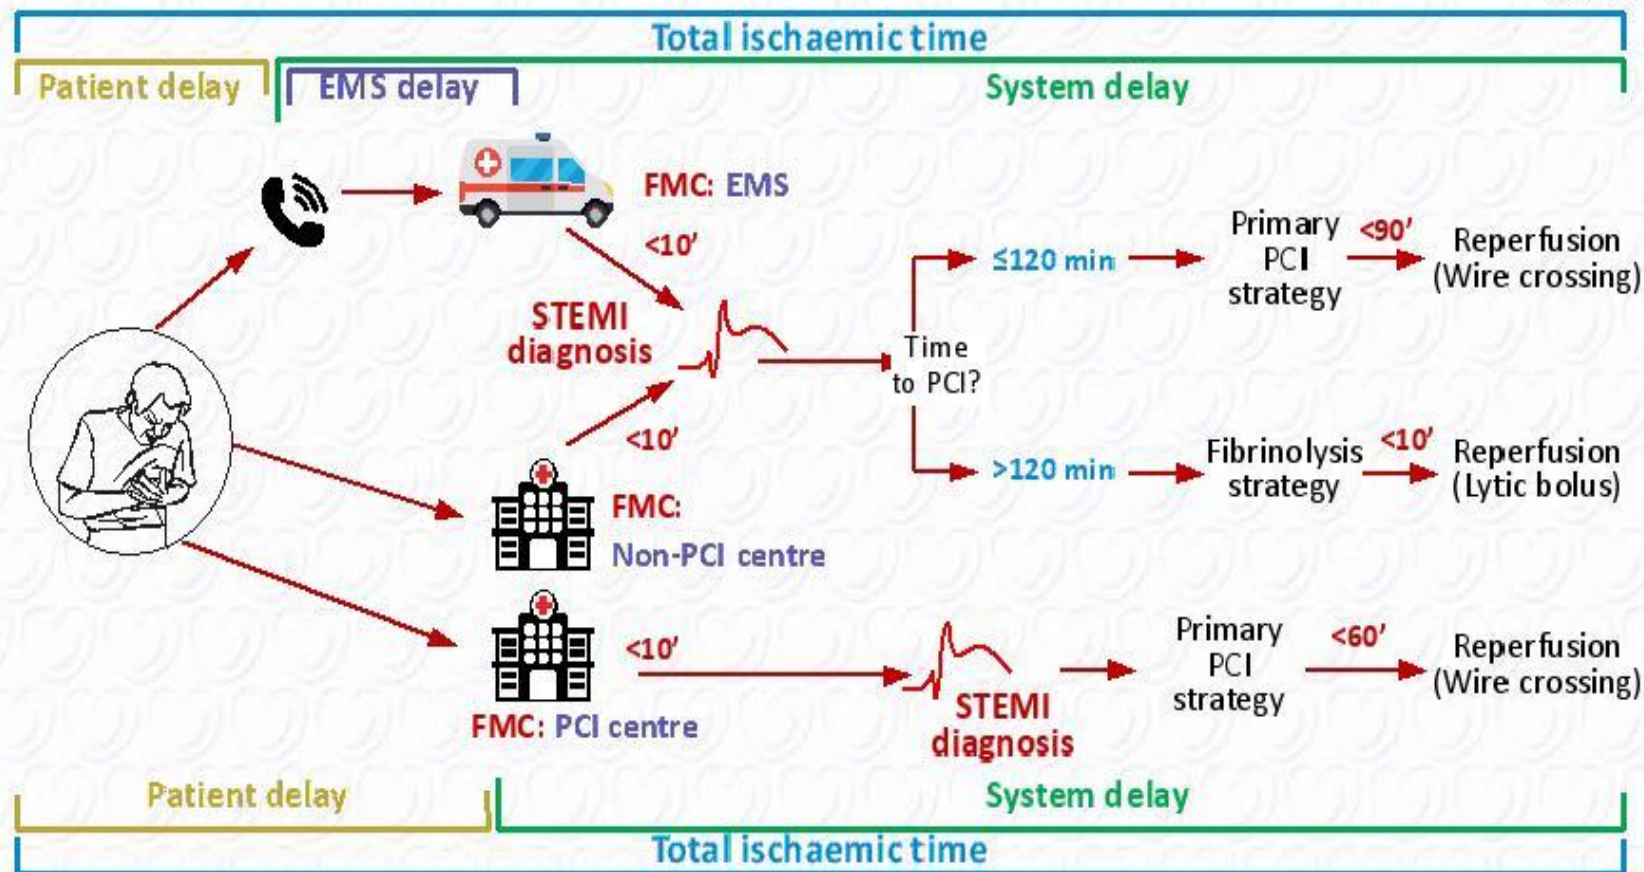 Total ischaemic time
Patient delay
EMS delay
System delay
FMC: EMS
<10'
STEMI
diagnosis
<10'
FMC:
Non-PCI centre
Time
to PCI?
≤120 min
Primary
PCI
strategy
<90'
Reperfusion
(Wire crossing)
>120 min
Fibrinolysis
strategy
<10'
Reperfusion
(Lytic bolus)
<10'
FMC: PCI centre
STEMI
diagnosis
Primary
PCI
strategy
<60'
Reperfusion
(Wire crossing)
Patient delay
System delay
Total ischaemic time